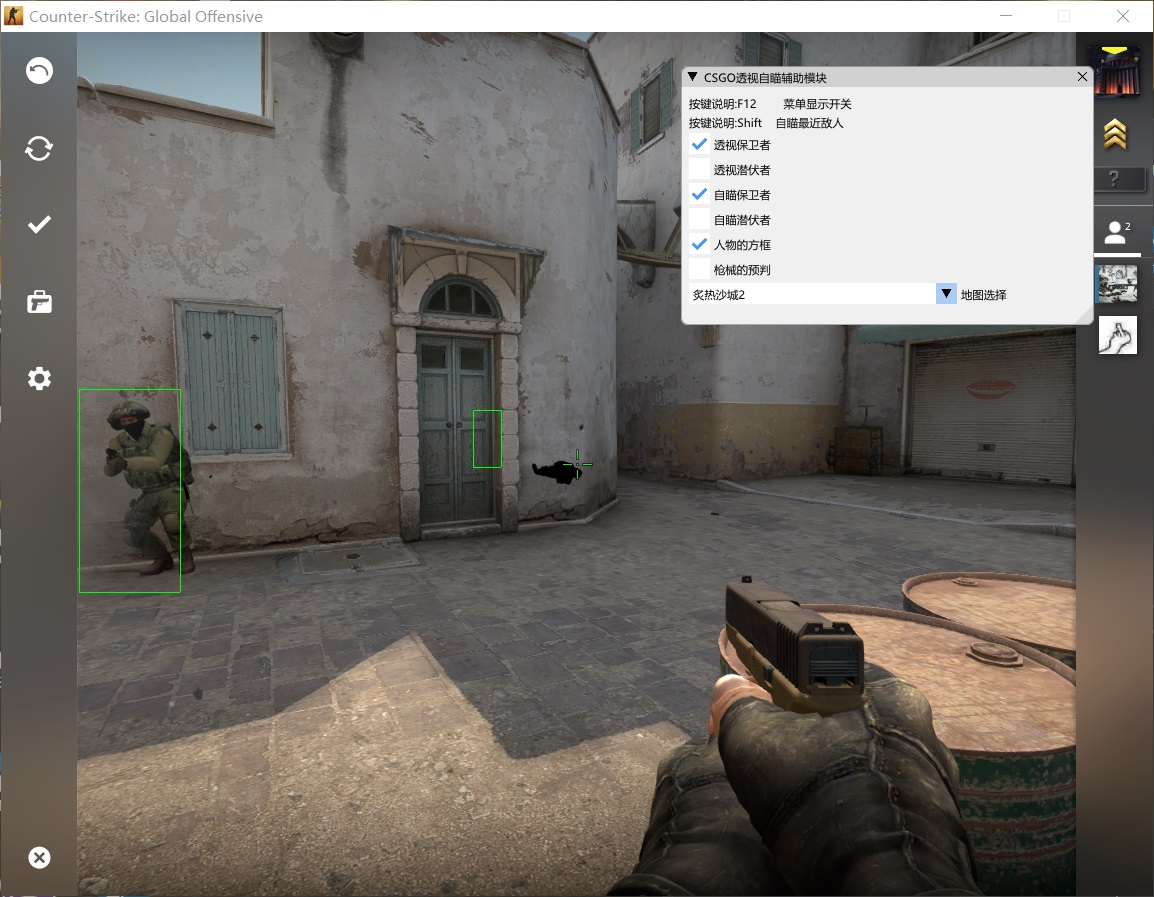 Counter-Strike: Global Offensive
CSGO透视自瞄辅助模块
按键说明:F12 菜单显示开关
按键说明:Shift 自瞄最近敌人
透视保卫者
透视潜伏者
自瞄保卫者
自瞄潜伏者
人物的方框
枪械的预判
炙热沙城2 地图选择
?
2